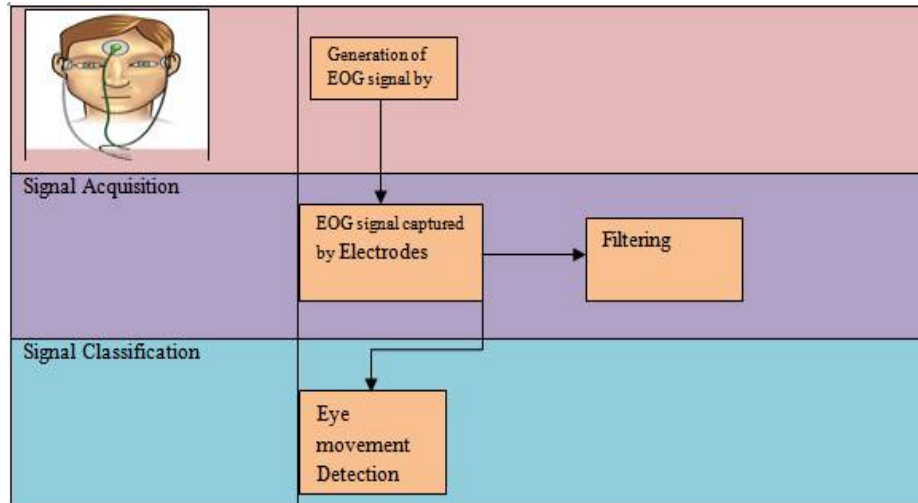 Generation of
EOG signal by
Signal Acquisition
EOG signal captured
by Electrodes
Filtering
Signal Classification
Eye
movement
Detection